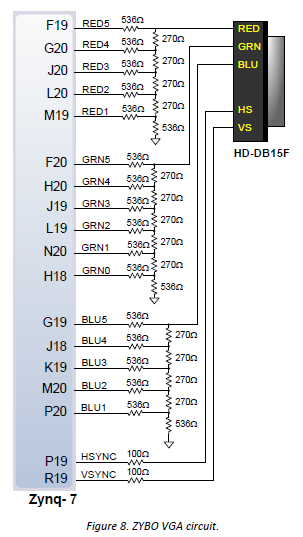 F19 RED5 536Ω RED
270Ω
G20 RED4 536Ω GRN
270Ω
J20 RED3 536Ω BLU
270Ω
L20 RED2 536Ω
270Ω
M19 RED1 536Ω HS
536Ω VS
HD-DB15F
F20 GRN5 536Ω
270Ω
H20 GRN4 536Ω
270Ω
J19 GRN3 536Ω
270Ω
L19 GRN2 536Ω
270Ω
N20 GRN1 536Ω
270Ω
H18 GRN0 536Ω
536Ω
G19 BLU5 536Ω
270Ω
J18 BLU4 536Ω
270Ω
K19 BLU3 536Ω
270Ω
M20 BLU2 536Ω
270Ω
P20 BLU1 536Ω
536Ω
P19 HSYNC 100Ω
R19 VSYNC 100Ω
Zynq- 7
Figure 8. ZYBO VGA circuit.